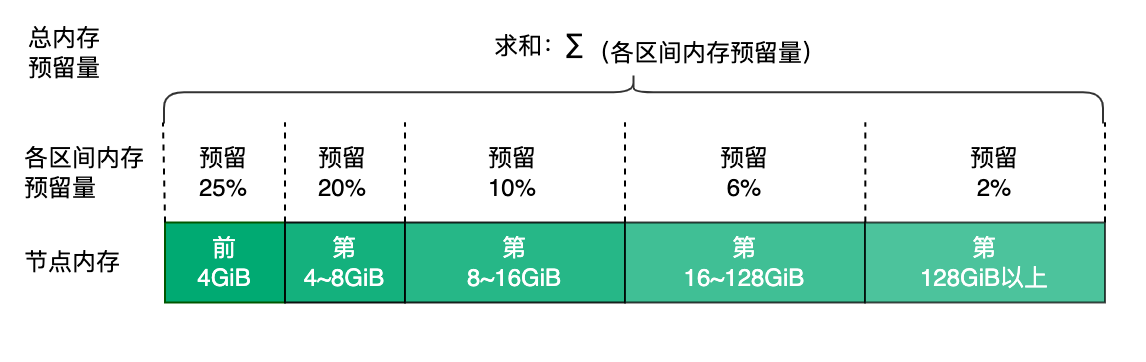 总内存
预留量
求和：∑（各区间内存预留量）
各区间内存
预留量
预留
25%
预留
20%
预留
10%
预留
6%
预留
2%
节点内存
前
4GiB
第
4~8GiB
第
8~16GiB
第
16~128GiB
第
128GiB以上